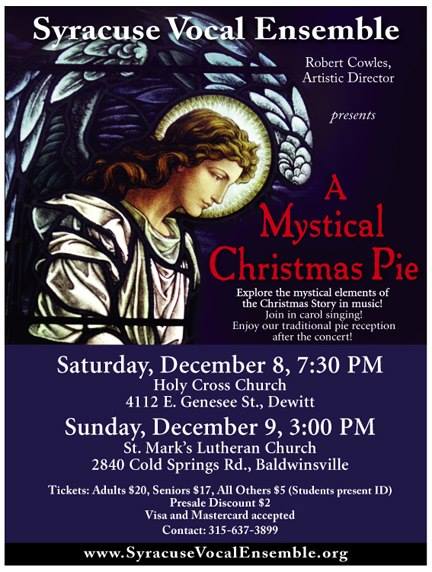 Syracuse Vocal Ensemble
Robert Cowles,
Artistic Director
presents
A
Mystical
Christmas Pie
Explore the mystical elements of
the Christmas Story in music!
Join in carol singing!
Enjoy our traditional pie reception
after the concert!
Saturday, December 8, 7:30 PM
Holy Cross Church
4112 E. Genesee St., Dewitt
Sunday, December 9, 3:00 PM
St. Mark's Lutheran Church
2840 Cold Springs Rd., Baldwinsville
Tickets: Adults $20, Seniors $17, All Others $5 (Students present ID)
Presale Discount $2
Visa and Mastercard accepted
Contact: 315-637-3899
www.SyracuseVocalEnsemble.org